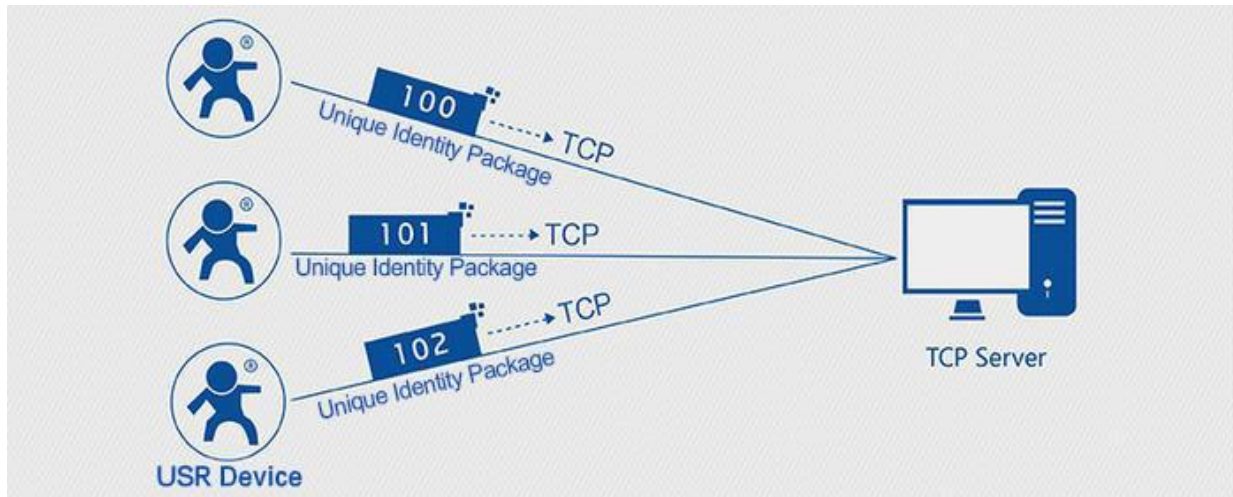 ®
100
TCP
Unique Identity Package
®
101
TCP
Unique Identity Package
®
102
TCP
Unique Identity Package
USR Device
TCP Server